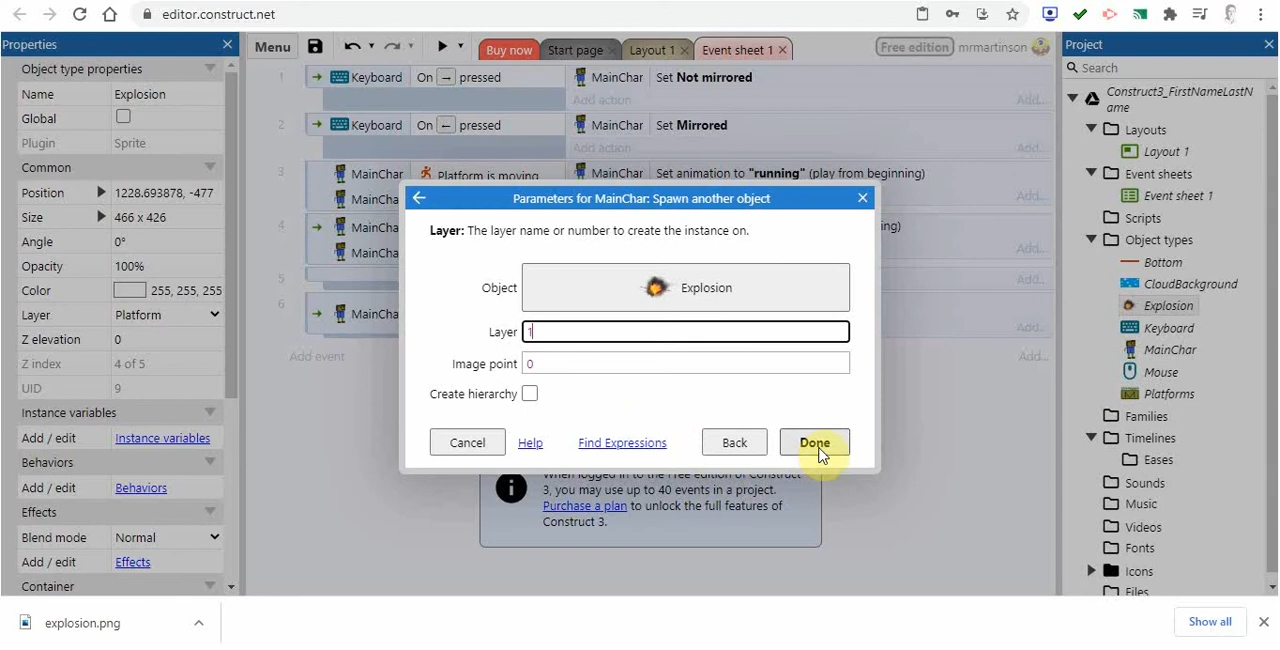 editor.construct.net
Properties
Menu
Buy now
Start page
Layout 1
Event sheet 1
Free edition
mrmartinson
Project
Object type properties
Name Explosion
Global
Plugin Sprite
Common
Position 1228.693878, -477
Size 466 x 426
Angle 0°
Opacity 100%
Color 255, 255, 255
Layer: Platform
Z elevation 0
Z index 4 of 5
UID 9
Instance variables
Add / edit Instance variables
Behaviors
Add / edit Behaviors
Effects
Blend mode Normal
Add / edit Effects
Container
1 Keyboard On → pressed MainChar Set Not mirrored
Add action Add...
2 Keyboard On ← pressed MainChar Set Mirrored
Add action Add...
3 MainChar Platform is moving Set animation to "running" (play from beginning)
MainChar Add...
4 MainChar ing)
MainChar Add...
5 Add...
6 MainChar
Add...
Add event Add...
Parameters for MainChar: Spawn another object
Layer: The layer name or number to create the instance on.
Object Explosion
Layer 1
Image point 0
Create hierarchy
Cancel Help Find Expressions Back Done
When logged in to the Free edition of Construct
3, you may use up to 40 events in a project.
Purchase a plan to unlock the full features of
Construct 3.
Search
Construct3_FirstNameLastN
ame
Layouts
Layout 1
Event sheets
Event sheet 1
Scripts
Object types
Bottom
CloudBackground
Explosion
Keyboard
MainChar
Mouse
Platforms
Families
Timelines
Eases
Sounds
Music
Videos
Fonts
Icons
Files
explosion.png
Show all